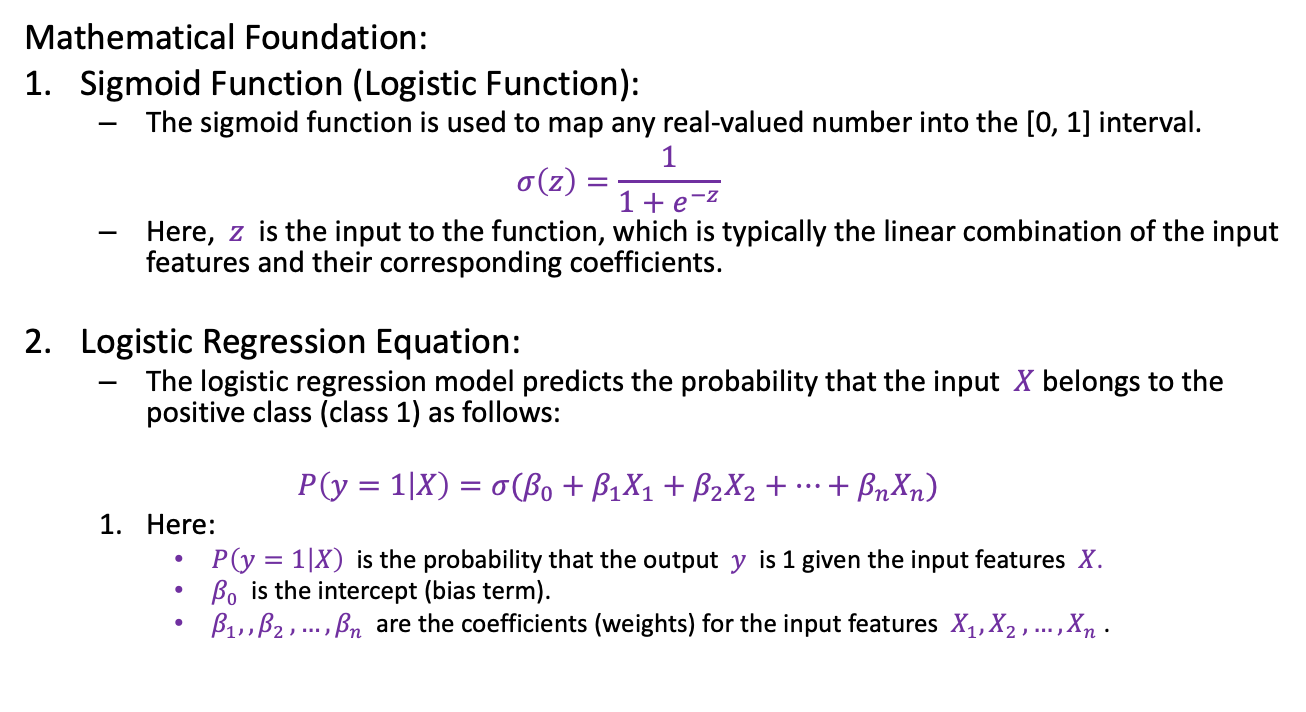 Mathematical Foundation:
1. Sigmoid Function (Logistic Function):
– The sigmoid function is used to map any real-valued number into the [0, 1] interval.
σ(z) = 1 / (1 + e^−z)
– Here, z is the input to the function, which is typically the linear combination of the input
features and their corresponding coefficients.
2. Logistic Regression Equation:
– The logistic regression model predicts the probability that the input X belongs to the
positive class (class 1) as follows:
P(y = 1|X) = σ(β₀ + β₁X₁ + β₂X₂ + ⋯ + βₙXₙ)
1. Here:
• P(y = 1|X) is the probability that the output y is 1 given the input features X.
• β₀ is the intercept (bias term).
• β₁,,β₂ , … , βₙ are the coefficients (weights) for the input features X₁, X₂ , … , Xₙ .